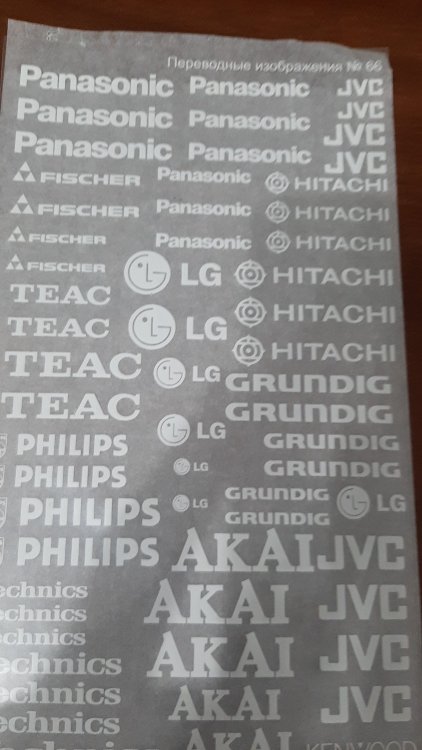 Переводные изображения № 66
Panasonic Panasonic JVC
Panasonic Panasonic JVC
Panasonic Panasonic JVC
JVC
FISCHER Panasonic HITACHI
FISCHER Panasonic HITACHI
FISCHER Panasonic HITACHI
FISCHER LG HITACHI
TEAC HITACHI
TEAC LG HITACHI
TEAC LG GRUNDIG
TEAC GRUNDIG
PHILIPS LG GRUNDIG
PHILIPS LG GRUNDIG
PHILIPS LG GRUNDIG LG
GRUNDIG
PHILIPS AKAI JVC
echnics AKAI JVC
echnics
echnics AKAI JVC
echnics
echnics AKAI JVC
echnics
echnics AKAI KENWOOD